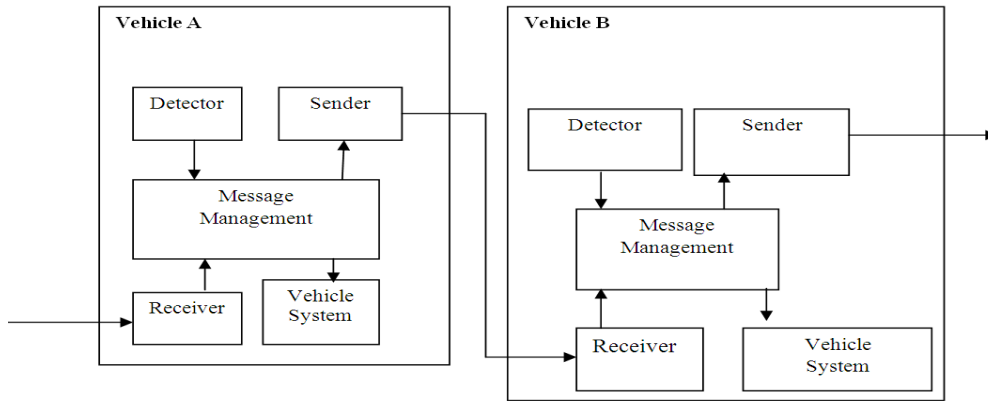 Vehicle A
Detector
Sender
Message
Management
Receiver
Vehicle
System
Vehicle B
Detector
Sender
Message
Management
Receiver
Vehicle
System